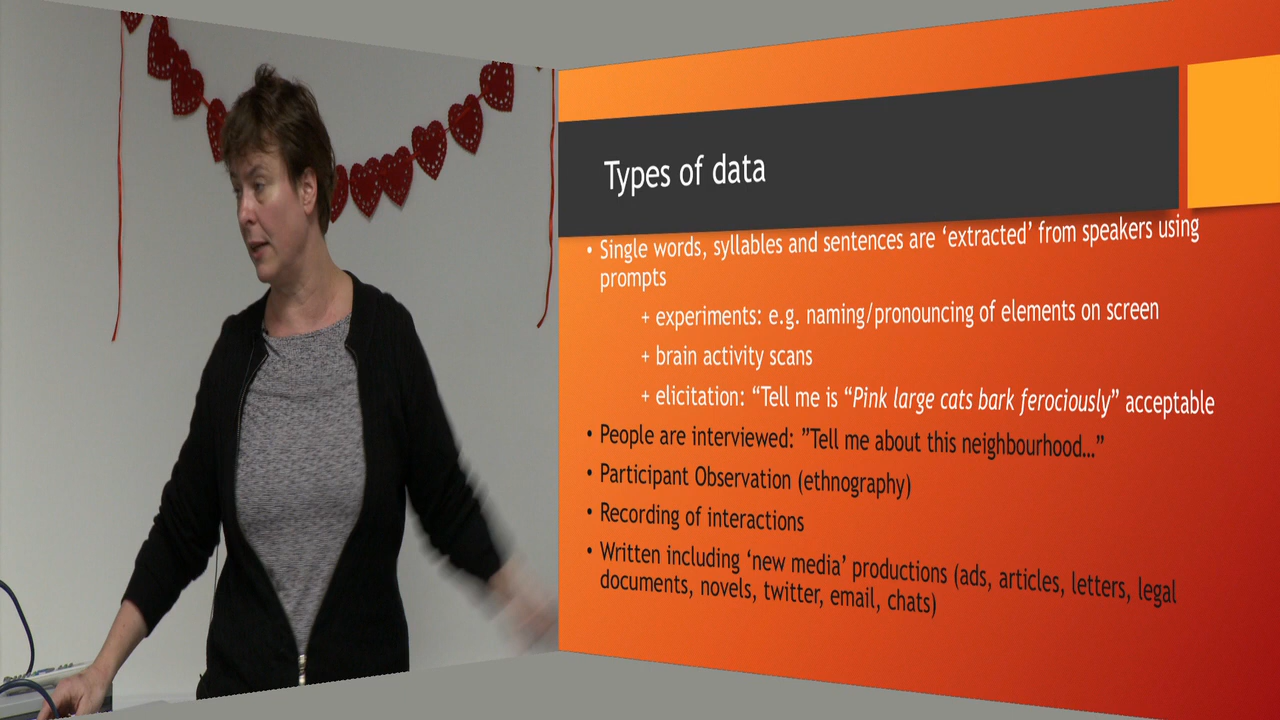 Types of data
• Single words, syllables and sentences are ‘extracted’ from speakers using
prompts
+ experiments: e.g. naming/pronouncing of elements on screen
+ brain activity scans
+ elicitation: “Tell me is “Pink large cats bark ferociously” acceptable
• People are interviewed: ”Tell me about this neighbourhood…”
• Participant Observation (ethnography)
• Recording of interactions
• Written including ‘new media’ productions (ads, articles, letters, legal
documents, novels, twitter, email, chats)